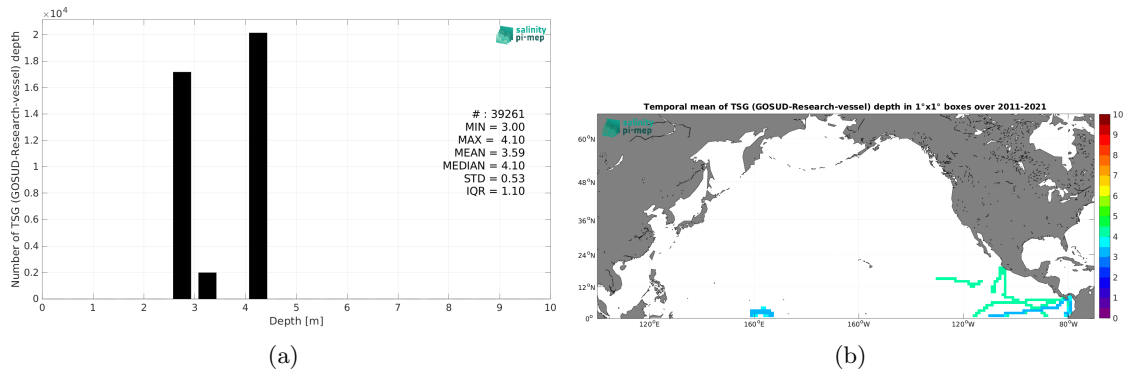 ×10⁴
2
1.8
1.6
1.4
1.2
1
0.8
0.6
0.4
0.2
0
Number of TSG (GOSUD-Research-vessel) depth
salinity
pi-mep
# : 39261
MIN = 3.00
MAX = 4.10
MEAN = 3.59
MEDIAN = 4.10
STD = 0.53
IQR = 1.10
0 1 2 3 4 5 6 7 8 9 10
Depth [m]
(a)
Temporal mean of TSG (GOSUD-Research-vessel) depth in 1°x1° boxes over 2011-2021
salinity
pi-mep
60°N
48°N
36°N
24°N
12°N
0°
120°E 160°E 160°W 120°W 80°W
10
9
8
7
6
5
4
3
2
1
0
(b)